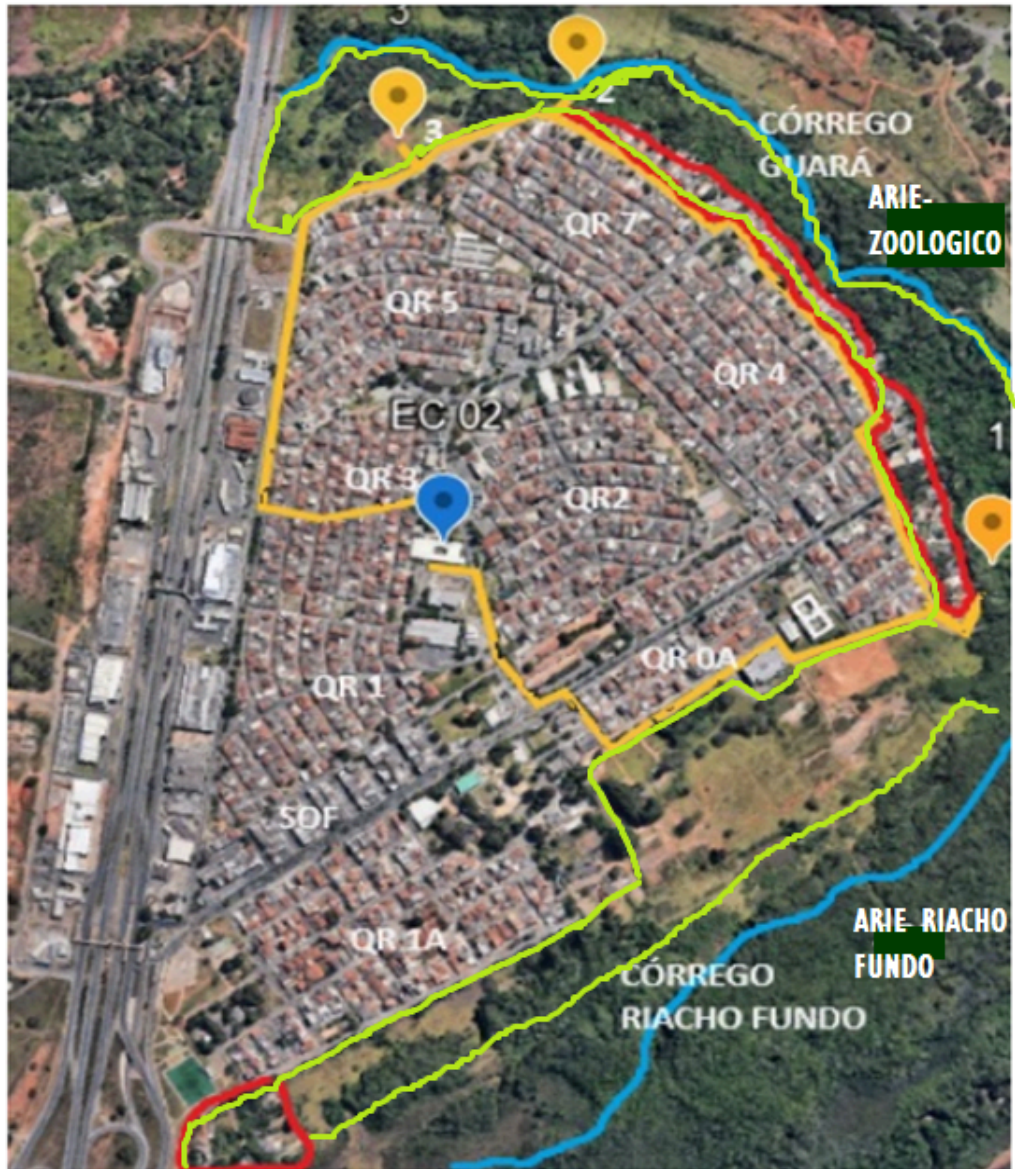 3
2
3
CÓRREGO
GUARÁ
ARIE-
ZOOLOGICO
QR 7
QR 5
QR 4
EC 02
1
QR 3
QR2
QR 0A
QR 1
SOF
QR 1A
ARIE RIACHO
FUNDO
CÓRREGO
RIACHO FUNDO